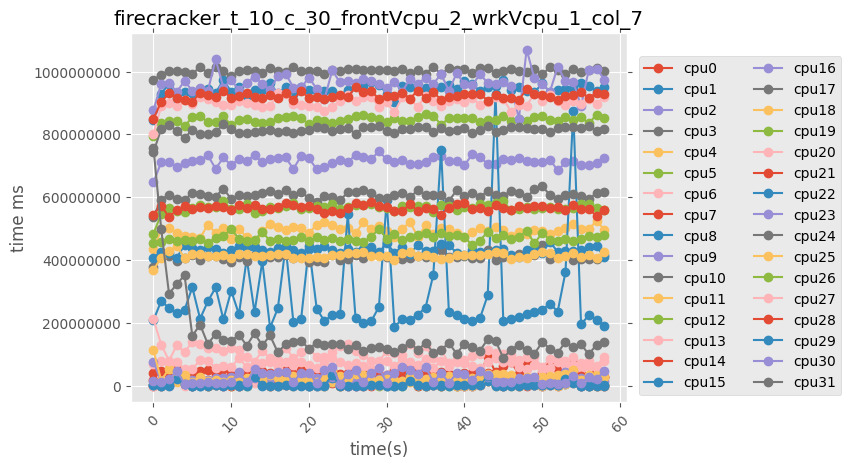 firecracker_t_10_c_30_frontVcpu_2_wrkVcpu_1_col_7
time ms
1000000000
800000000
600000000
400000000
200000000
0
0 10 20 30 40 50 60
time(s)
cpu0 cpu16
cpu1 cpu17
cpu2 cpu18
cpu3 cpu19
cpu4 cpu20
cpu5 cpu21
cpu6 cpu22
cpu7 cpu23
cpu8 cpu24
cpu9 cpu25
cpu10 cpu26
cpu11 cpu27
cpu12 cpu28
cpu13 cpu29
cpu14 cpu30
cpu15 cpu31